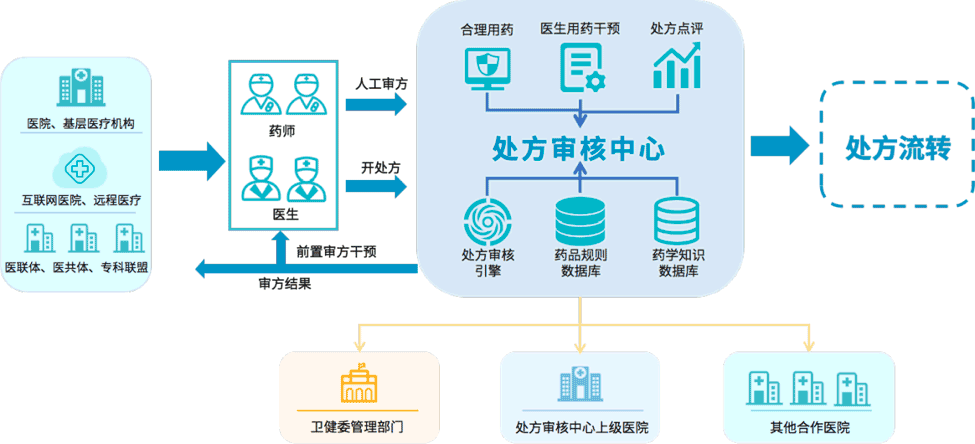 医院、基层医疗机构
互联网医院、远程医疗
医联体、医共体、专科联盟
药师
医生
人工审方
开处方
前置审方干预
审方结果
合理用药
医生用药干预
处方点评
处方审核中心
处方审核
引擎
药品规则
数据库
药学知识
数据库
处方流转
卫健委管理部门
处方审核中心上级医院
其他合作医院